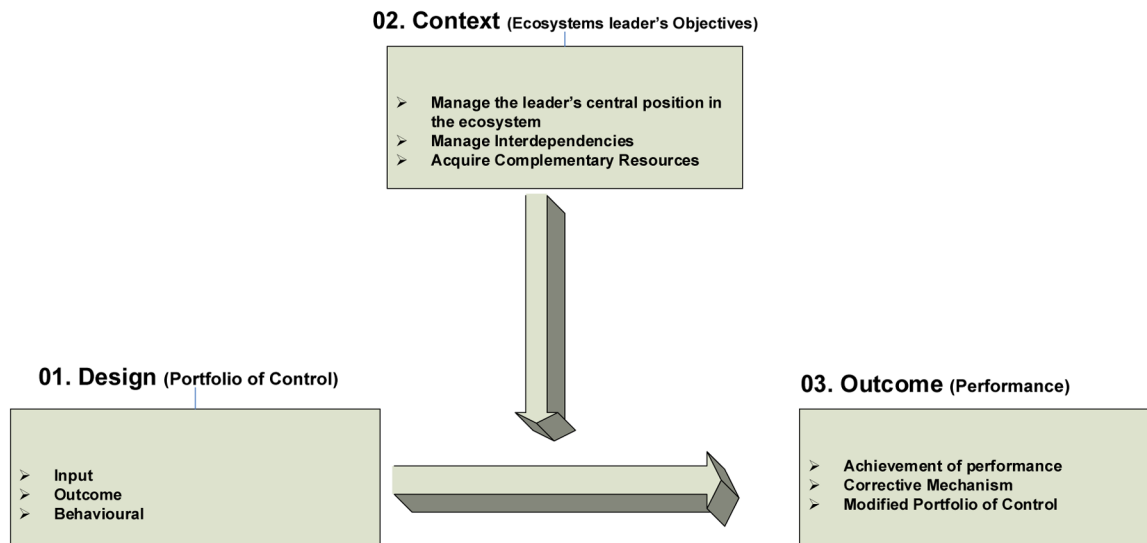 02. Context (Ecosystems leader's Objectives)
➢ Manage the leader's central position in
the ecosystem
➢ Manage Interdependencies
➢ Acquire Complementary Resources
01. Design (Portfolio of Control)
➢ Input
➢ Outcome
➢ Behavioural
03. Outcome (Performance)
➢ Achievement of performance
➢ Corrective Mechanism
➢ Modified Portfolio of Control